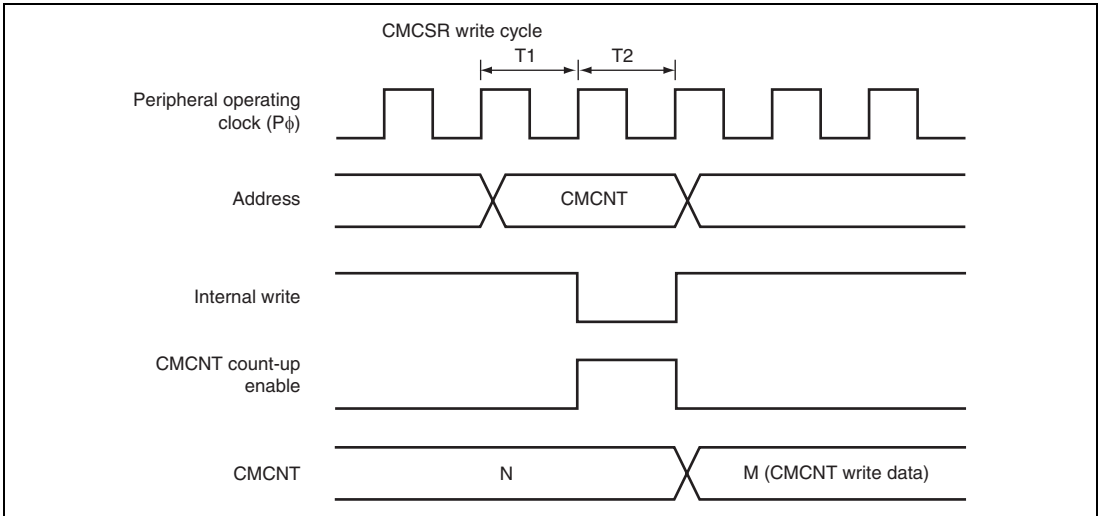 CMCSR write cycle
T1 T2
Peripheral operating
clock (Pϕ)
Address
CMCNT
Internal write
CMCNT count-up
enable
CMCNT
N
M (CMCNT write data)